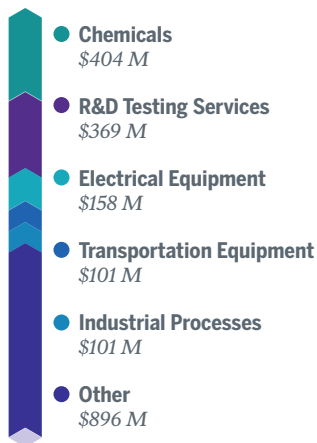 Chemicals
$404 M
R&D Testing Services
$369 M
Electrical Equipment
$158 M
Transportation Equipment
$101 M
Industrial Processes
$101 M
Other
$896 M